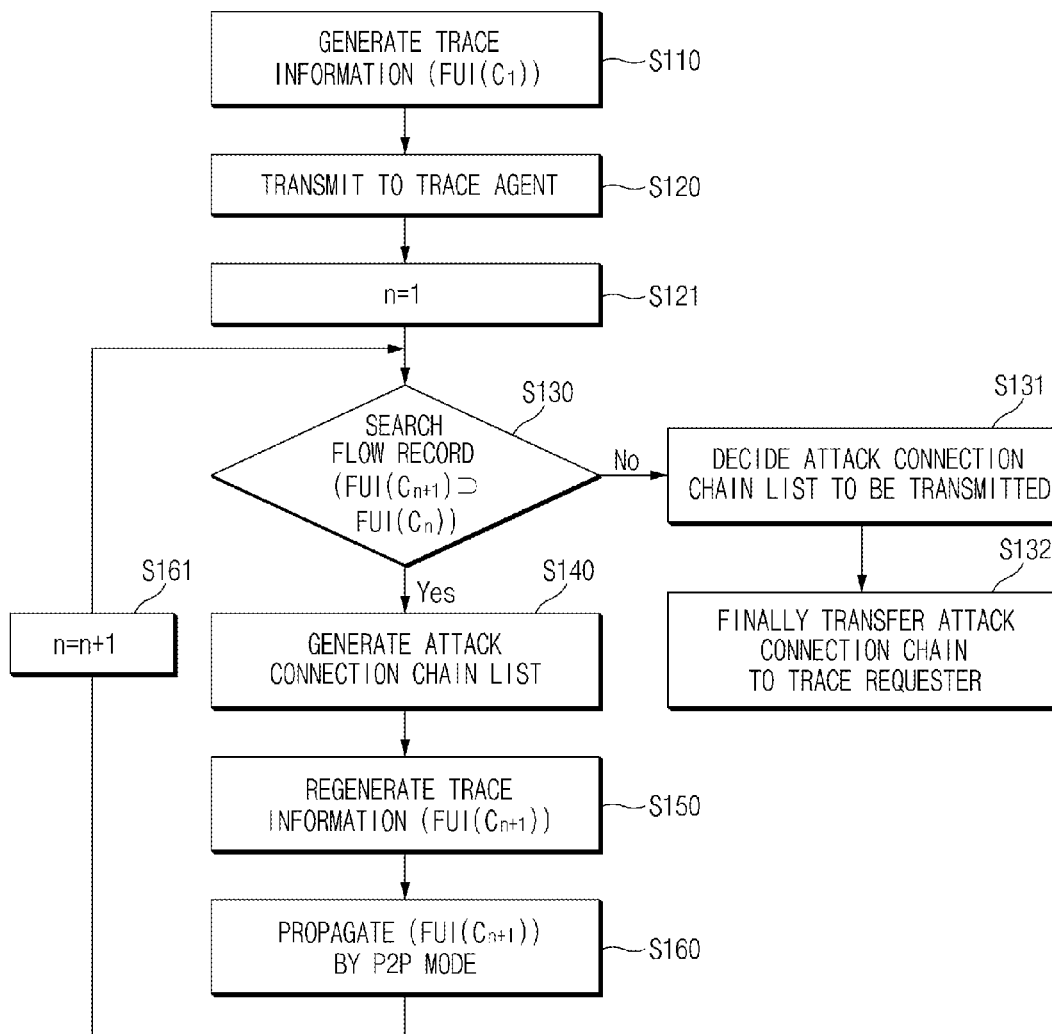 GENERATE TRACE
INFORMATION (FUI(C1))
S110
TRANSMIT TO TRACE AGENT
S120
n=1
S121
S130
SEARCH
FLOW RECORD
(FUI(Cn+1)⊃
FUI(Cn))
No
S131
DECIDE ATTACK CONNECTION
CHAIN LIST TO BE TRANSMITTED
S132
FINALLY TRANSFER ATTACK
CONNECTION CHAIN
TO TRACE REQUESTER
Yes
S140
GENERATE ATTACK
CONNECTION CHAIN LIST
S161
n=n+1
REGENERATE TRACE
INFORMATION (FUI(Cn+1))
S150
PROPAGATE (FUI(Cn+1))
BY P2P MODE
S160